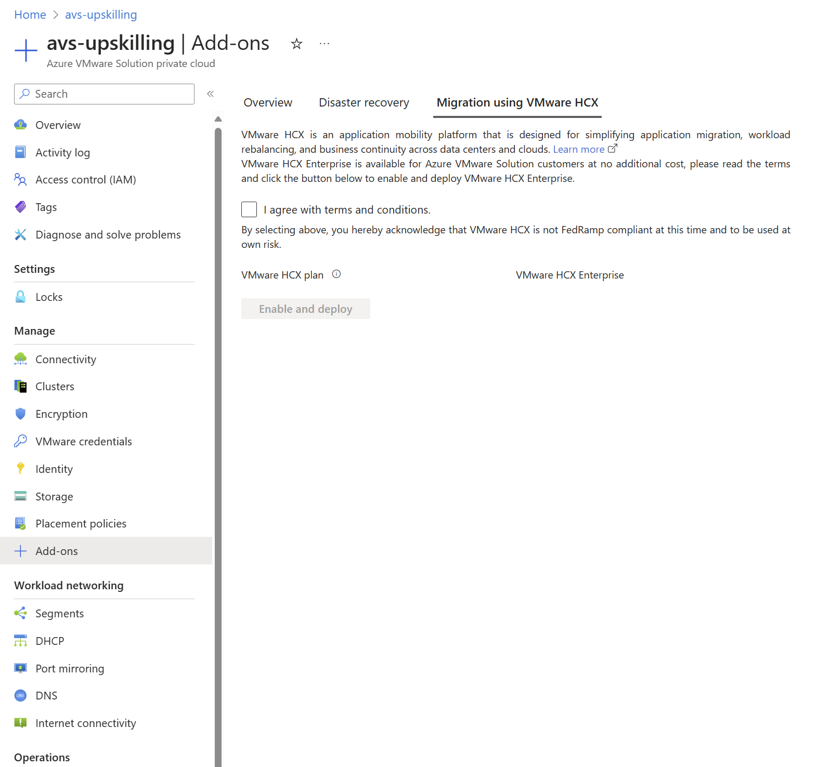 Home > avs-upskilling
avs-upskilling | Add-ons
Azure VMware Solution private cloud
Search
Overview
Activity log
Access control (IAM)
Tags
Diagnose and solve problems
Settings
Locks
Manage
Connectivity
Clusters
Encryption
VMware credentials
Identity
Storage
Placement policies
Add-ons
Workload networking
Segments
DHCP
Port mirroring
DNS
Internet connectivity
Operations
Overview Disaster recovery Migration using VMware HCX
VMware HCX is an application mobility platform that is designed for simplifying application migration, workload
rebalancing, and business continuity across data centers and clouds. Learn more
VMware HCX Enterprise is available for Azure VMware Solution customers at no additional cost, please read the terms
and click the button below to enable and deploy VMware HCX Enterprise.
I agree with terms and conditions.
By selecting above, you hereby acknowledge that VMware HCX is not FedRamp compliant at this time and to be used at
own risk.
VMware HCX plan VMware HCX Enterprise
Enable and deploy